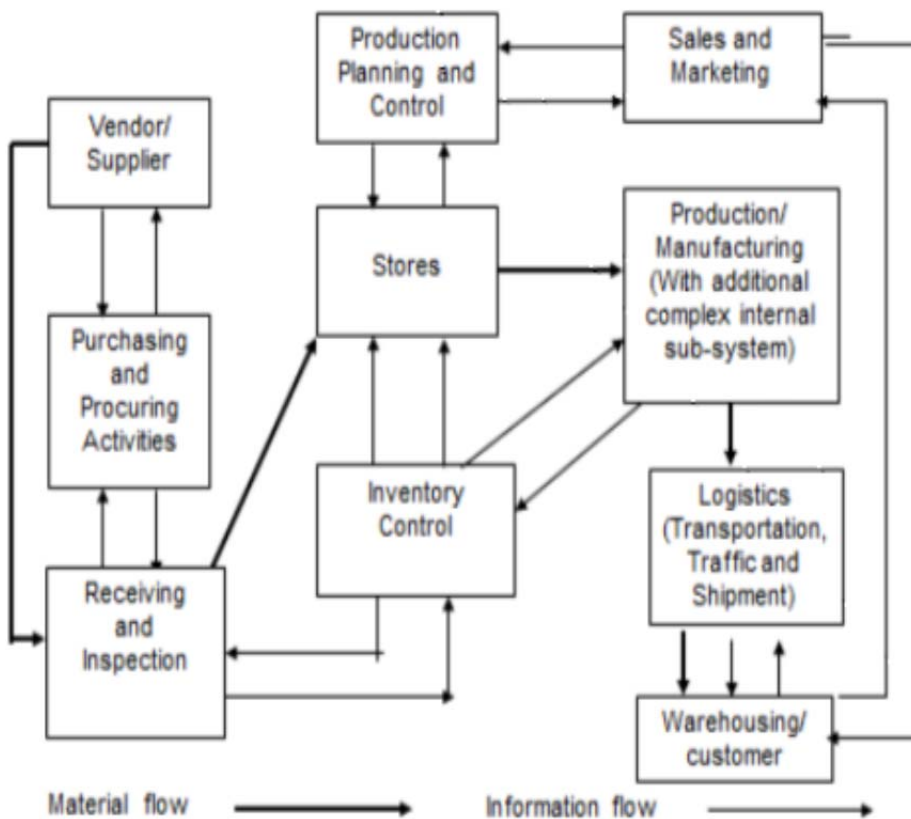 Production
Planning and
Control
Sales and
Marketing
Vendor/
Supplier
Stores
Production/
Manufacturing
(With additional
complex internal
sub-system)
Purchasing
and
Procuring
Activities
Inventory
Control
Logistics
(Transportation,
Traffic and
Shipment)
Receiving
and
Inspection
Warehousing/
customer
Material flow
Information flow